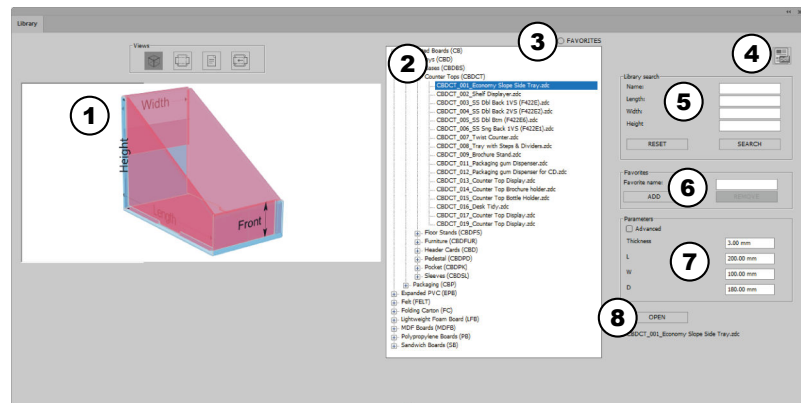 Library
Views
1
Width
Height
Length
Front
2
3
FAVORITES
Boards (CB)
(CBD)
(CBDBS)
Counter Tops (CBDCT)
CBDCT_001_Economy Slope Side Tray.zdc
CBDCT_002_Shelf Displayer.zdc
CBDCT_003_SS Dbl Back 1VS (F422E).zdc
CBDCT_004_SS Dbl Back 2VS (F422E2).zdc
CBDCT_005_SS Dbl Btm (F422E6).zdc
CBDCT_006_SS Sng Back 1VS (F422E1).zdc
CBDCT_007_Twist Counter.zdc
CBDCT_008_Tray with Steps & Dividers.zdc
CBDCT_009_Brochure Stand.zdc
CBDCT_011_Packaging gum Dispenser.zdc
CBDCT_012_Packaging gum Dispenser for CD.zdc
CBDCT_013_Counter Top Display.zdc
CBDCT_014_Counter Top Brochure holder.zdc
CBDCT_015_Counter Top Bottle Holder.zdc
CBDCT_016_Desk Tidy.zdc
CBDCT_017_Counter Top Display.zdc
CBDCT_019_Counter Top Display.zdc
Floor Stands (CBDFS)
Furniture (CBDFUR)
Header Cards (CBD)
Pedestal (CBDPD)
Pocket (CBDPK)
Sleeves (CBDSL)
Packaging (CBP)
Expanded PVC (EPB)
Felt (FELT)
Folding Carton (FC)
Lightweight Foam Board (LFB)
MDF Boards (MDFB)
Polypropylene Boards (PB)
Sandwich Boards (SB)
4
Library search
Name:
Length:
Width:
Height
5
RESET SEARCH
Favorites
Favorite name:
6
ADD REMOVE
Parameters
Advanced
Thickness 3.00 mm
L 200.00 mm
W 100.00 mm
D 180.00 mm
7
8
OPEN
CBDCT_001_Economy Slope Side Tray.zdc